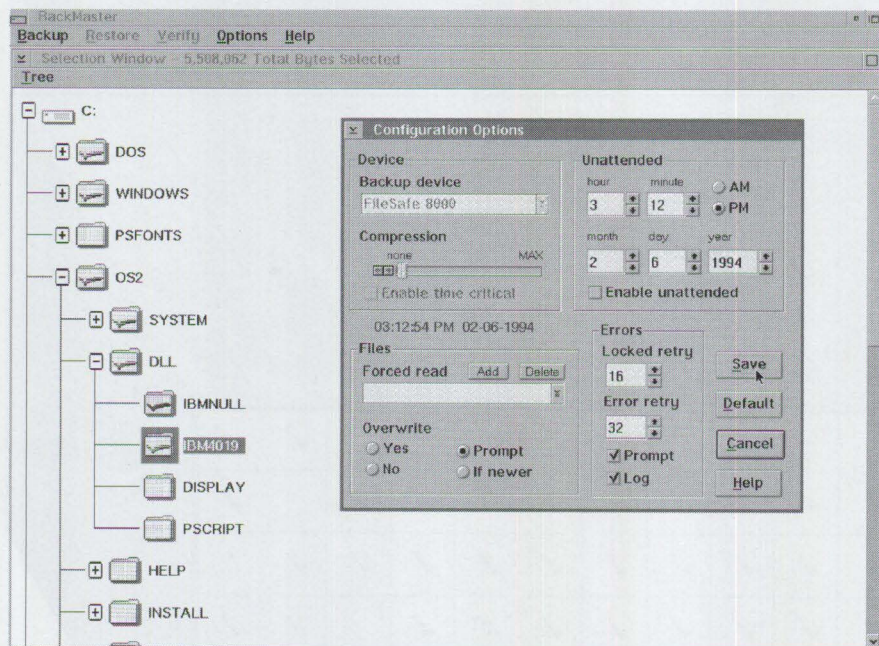 BackMaster
Backup Restore Verify Options Help
Selection Window - 5,508,062 Total Bytes Selected
Tree
C:
DOS
WINDOWS
PSFONTS
OS2
SYSTEM
DLL
IBMNULL
IBM4019
DISPLAY
PSCRIPT
HELP
INSTALL
Configuration Options
Device
Backup device
FileSafe 8000
Compression
none MAX
Enable time critical
03:12:54 PM 02-06-1994
Files
Forced read Add Delete
Overwrite
Yes Prompt
No If newer
Unattended
hour minute
3 12 AM
PM
month day year
2 6 1994
Enable unattended
Errors
Locked retry
16
Error retry
32
Prompt
Log
Save
Default
Cancel
Help